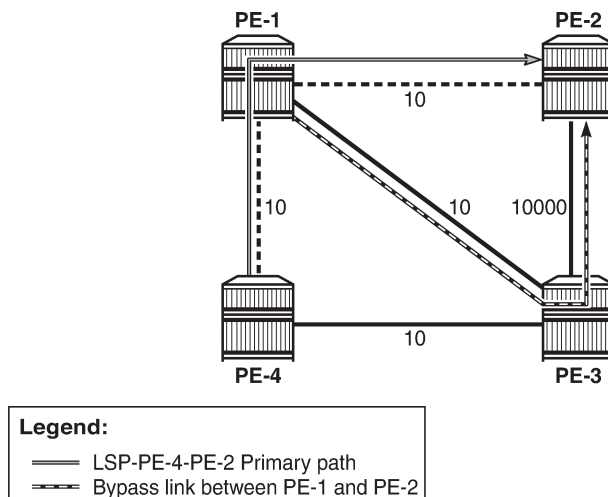 PE-1
PE-2
10
10
10
10000
10
PE-4
PE-3
Legend:
LSP-PE-4-PE-2 Primary path
Bypass link between PE-1 and PE-2